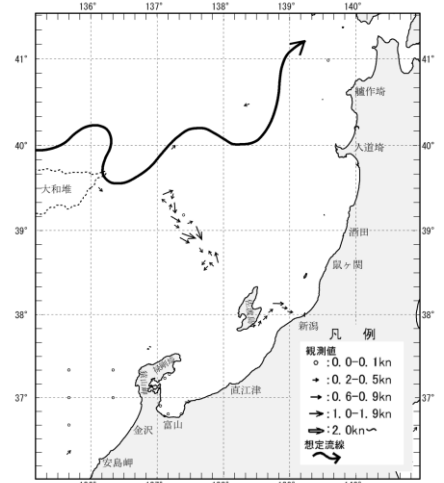 136° 137° 138° 139° 140°
41° 41°
艫作埼
40° 40°
入道埼
大和堆
39° 39°
酒田
鼠ヶ関
38° 38°
新潟
凡 例
観測値
:0.0-0.1kn
:0.2-0.5kn
:0.6-0.9kn
:1.0-1.9kn
:2.0kn〜
想定流線
直江津
37° 37°
富山
金沢
安島岬